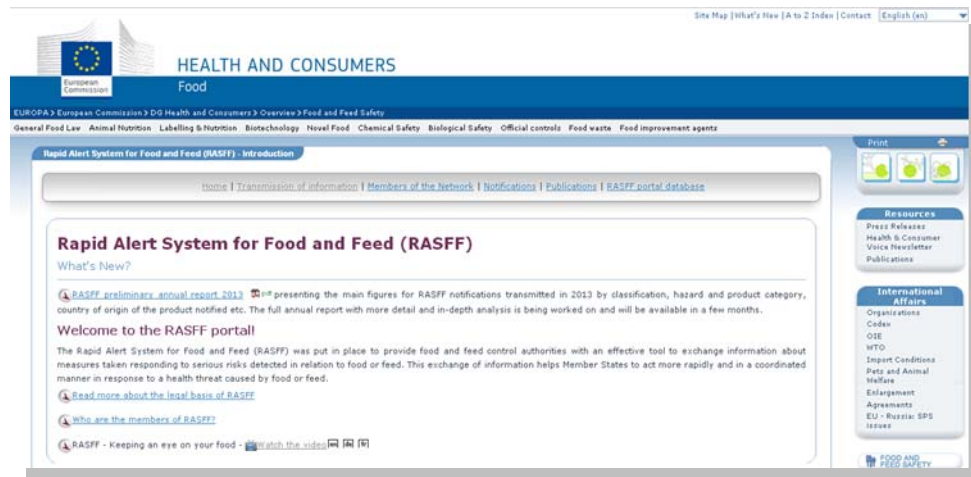 Site Map |What's New |A to Z Index |Contact English (en)
European
Commission
HEALTH AND CONSUMERS
Food
EUROPA > European Commission > DG Health and Consumers > Overview > Food and Feed Safety
General Food Law Animal Nutrition Labelling & Nutrition Biotechnology Novel Food Chemical Safety Biological Safety Official controls Food waste Food improvement agents
Rapid Alert System for Food and Feed (RASFF) - Introduction
Home | Transmission of information | Members of the Network | Notifications | Publications | RASFF portal database
Rapid Alert System for Food and Feed (RASFF)
What's New?
RASFF preliminary annual report 2013 presenting the main figures for RASFF notifications transmitted in 2013 by classification, hazard and product category,
country of origin of the product notified etc. The full annual report with more detail and in-depth analysis is being worked on and will be available in a few months.
Welcome to the RASFF portal!
The Rapid Alert System for Food and Feed (RASFF) was put in place to provide food and feed control authorities with an effective tool to exchange information about
measures taken responding to serious risks detected in relation to food or feed. This exchange of information helps Member States to act more rapidly and in a coordinated
manner in response to a health threat caused by food or feed.
Read more about the legal basis of RASFF
Who are the members of RASFF?
RASFF - Keeping an eye on your food - Watch the video
Print
Resources
Press Releases
Health & Consumer
Voice Newsletter
Publications
International
Affairs
Organisations
Codex
OIE
WTO
Import Conditions
Pets and Animal
Welfare
Enlargement
Agreements
EU - Russia: SPS
issues
FOOD AND
FEED SAFETY